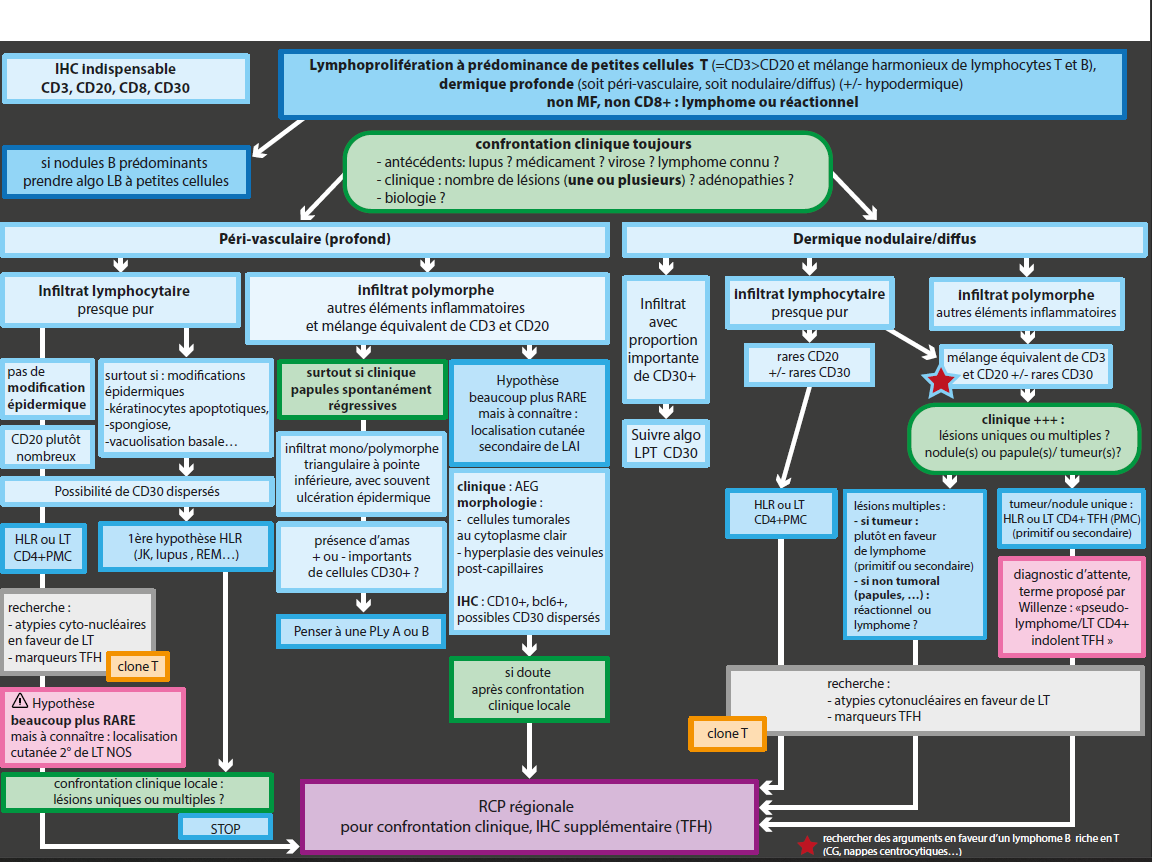 IHC indispensable
CD3, CD20, CD8, CD30
Lymphoprolifération à prédominance de petites cellules T (=CD3>CD20 et mélange harmonieux de lymphocytes T et B),
dermique profonde (soit péri-vasculaire, soit nodulaire/diffus) (+/- hypodermique)
non MF, non CD8+ : lymphome ou réactionnel
si nodules B prédominants
prendre algo LB à petites cellules
confrontation clinique toujours
- antécédents: lupus ? médicament ? virose ? lymphome connu ?
- clinique : nombre de lésions (une ou plusieurs) ? adénopathies ?
- biologie ?
Péri-vasculaire (profond)
Infiltrat lymphocytaire
presque pur
infiltrat polymorphe
autres éléments inflammatoires
et mélange équivalent de CD3 et CD20
pas de
modification
épidermique
CD20 plutôt
nombreux
surtout si : modifications
épidermiques
-kératinocytes apoptotiques,
-spongiose,
-vacuolisation basale...
Possibilité de CD30 dispersés
HLR ou LT
CD4+PMC
1ère hypothèse HLR
(JK, lupus , REM...)
recherche :
- atypies cyto-nucléaires
en faveur de LT
- marqueurs TFH
clone T
Hypothèse
beaucoup plus RARE
mais à connaître : localisation
cutanée 2° de LT NOS
confrontation clinique locale :
lésions uniques ou multiples ?
STOP
surtout si clinique
papules spontanément
régressives
infiltrat mono/polymorphe
triangulaire à pointe
inférieure, avec souvent
ulcération épidermique
présence d'amas
+ ou - importants
de cellules CD30+ ?
Penser à une PLy A ou B
Hypothèse
beaucoup plus RARE
mais à connaître :
localisation cutanée
secondaire de LAI
clinique : AEG
morphologie :
- cellules tumorales
au cytoplasme clair
- hyperplasie des veinules
post-capillaires
IHC : CD10+, bcl6+,
possibles CD30 dispersés
si doute
après confrontation
clinique locale
Dermique nodulaire/diffus
Infiltrat
avec
proportion
importante
de CD30+
Suivre algo
LPT CD30
infiltrat lymphocytaire
presque pur
rares CD20
+/- rares CD30
HLR ou LT
CD4+PMC
infiltrat polymorphe
autres éléments inflammatoires
mélange équivalent de CD3
et CD20 +/- rares CD30
clinique +++ :
lésions uniques ou multiples ?
nodule(s) ou papule(s)/ tumeur(s)?
lésions multiples :
- si tumeur :
plutôt en faveur
de lymphome
(primitif ou secondaire)
- si non tumoral
(papules, ...) :
réactionnel ou
lymphome ?
tumeur/nodule unique :
HLR ou LT CD4+ TFH (PMC)
(primitif ou secondaire)
diagnostic d'attente,
terme proposé par
Willenze : «pseudo-
lymphome/LT CD4+
indolent TFH »
recherche :
- atypies cytonucléaires en faveur de LT
- marqueurs TFH
clone T
RCP régionale
pour confrontation clinique, IHC supplémentaire (TFH)
rechercher des arguments en faveur d'un lymphome B riche en T
(CG, nappes centrocytiques...)